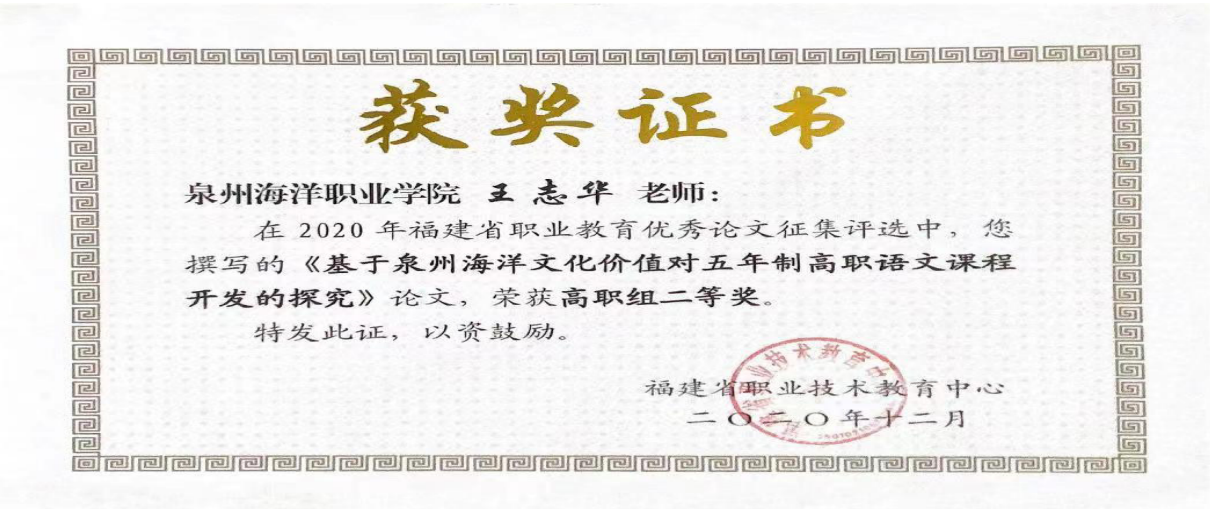 获奖证书
泉州海洋职业学院 王志华 老师：
在 2020 年福建省职业教育优秀论文征集评选中，您
撰写的《基于泉州海洋文化价值对五年制高职语文课程
开发的探究》论文，荣获高职组二等奖。
特发此证，以资鼓励。
福建省职业技术教育中心
二〇二〇年十二月